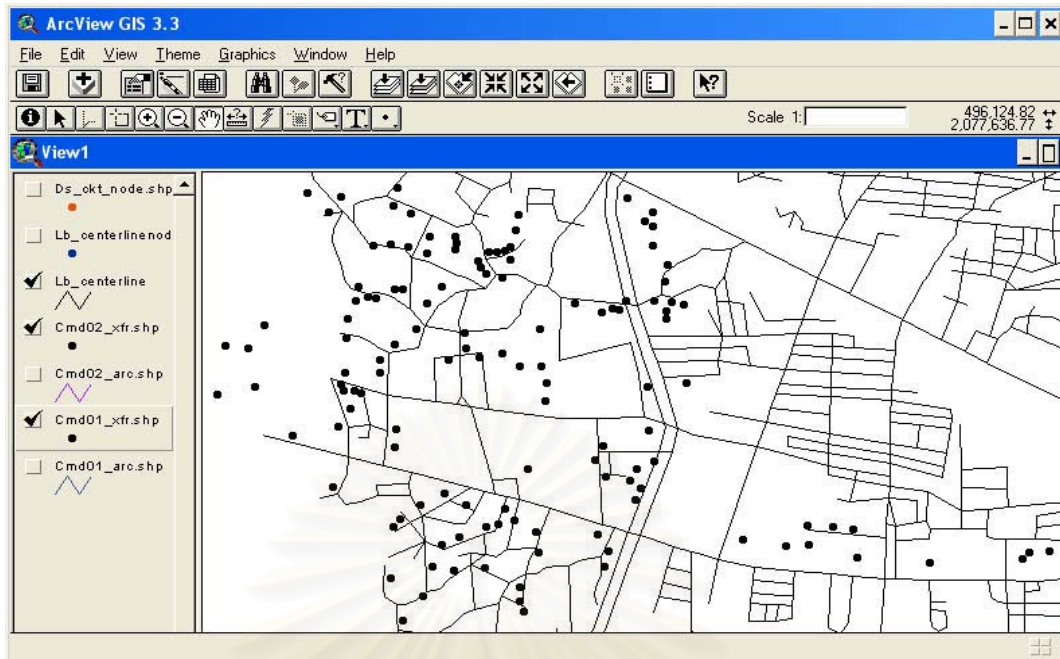 ArcView GIS 3.3
File Edit View Theme Graphics Window Help
Scale 1:
496,124.82
2,077,636.77
View1
Ds_ckt_node.shp
Lb_centerlinenod
Lb_centerline
Cmd02_xfr.shp
Cmd02_arc.shp
Cmd01_xfr.shp
Cmd01_arc.shp